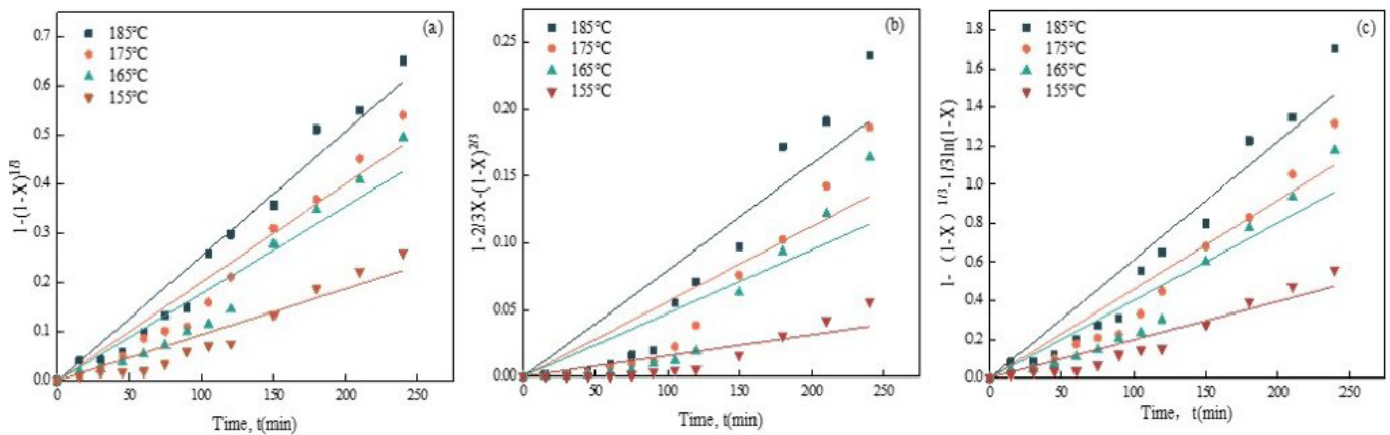 (a)
185°C
175°C
165°C
155°C
1-(1-X)^1/3
0.7
0.6
0.5
0.4
0.3
0.2
0.1
0.0
0 50 100 150 200 250
Time, t(min)
(b)
185°C
175°C
165°C
155°C
1-2/3X-(1-X)^2/3
0.25
0.20
0.15
0.10
0.05
0.00
0 50 100 150 200 250
Time, t(min)
(c)
185°C
175°C
165°C
155°C
1- (1-X) ^1/3-1/3ln(1-X)
1.8
1.6
1.4
1.2
1.0
0.8
0.6
0.4
0.2
0.0
0 50 100 150 200 250
Time, t(min)